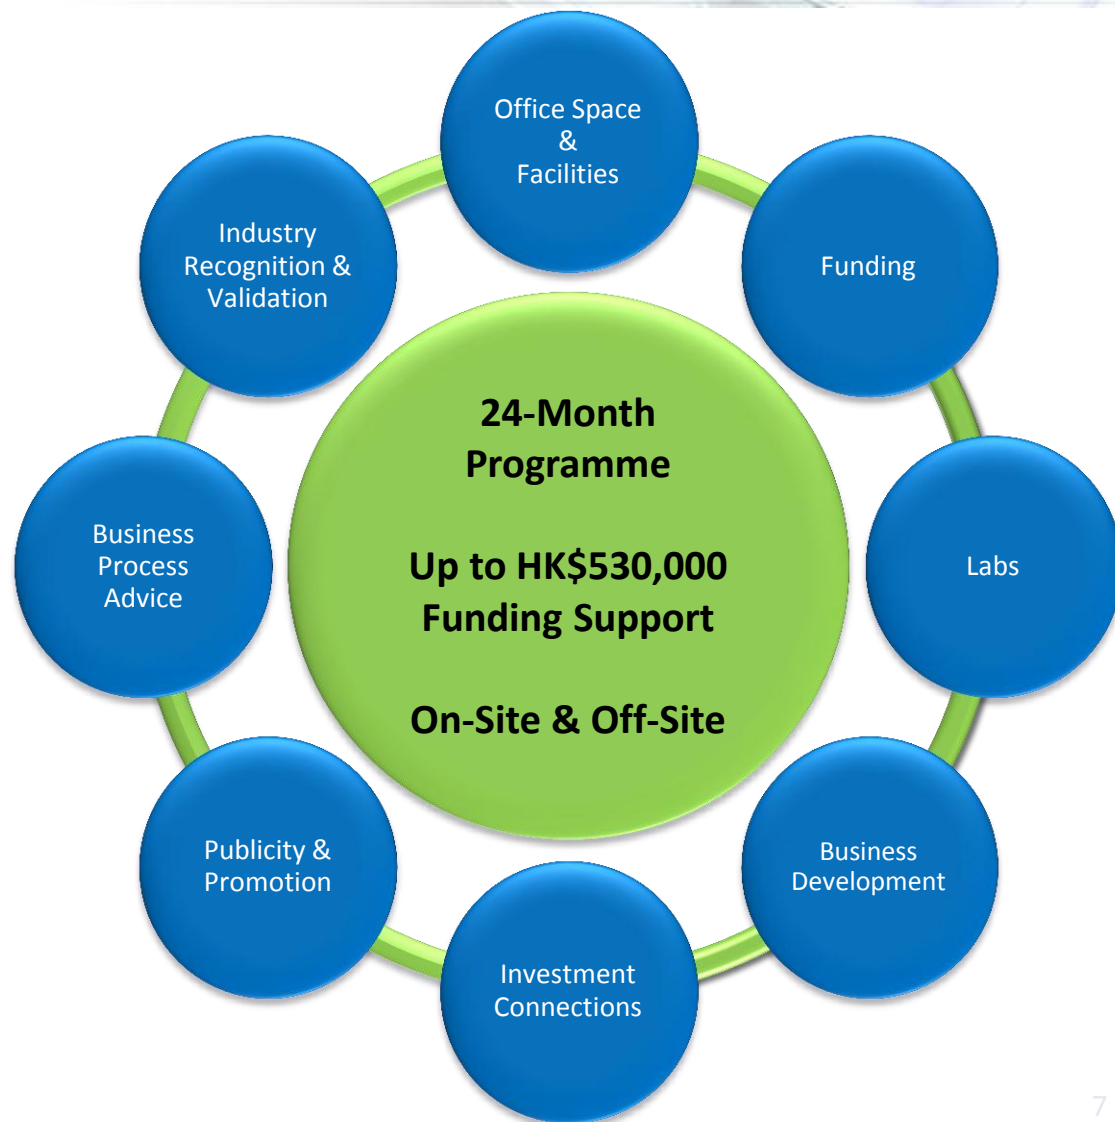 Office Space
&
Facilities
Funding
Labs
Business
Development
Investment
Connections
Publicity &
Promotion
Business
Process
Advice
Industry
Recognition &
Validation
24-Month
Programme
Up to HK$530,000
Funding Support
On-Site & Off-Site
7